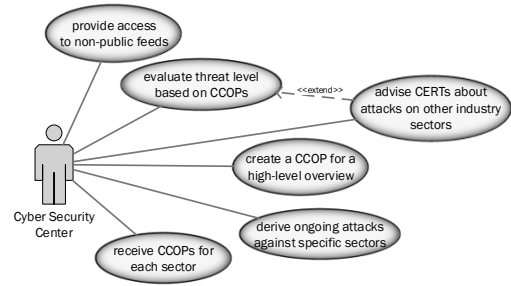 provide access
to non-public feeds
evaluate threat level
based on CCOPs
<<extend>>
advise CERTs about
attacks on other industry
sectors
create a CCOP for a
high-level overview
Cyber Security
Center
derive ongoing attacks
against specific sectors
receive CCOPs for
each sector